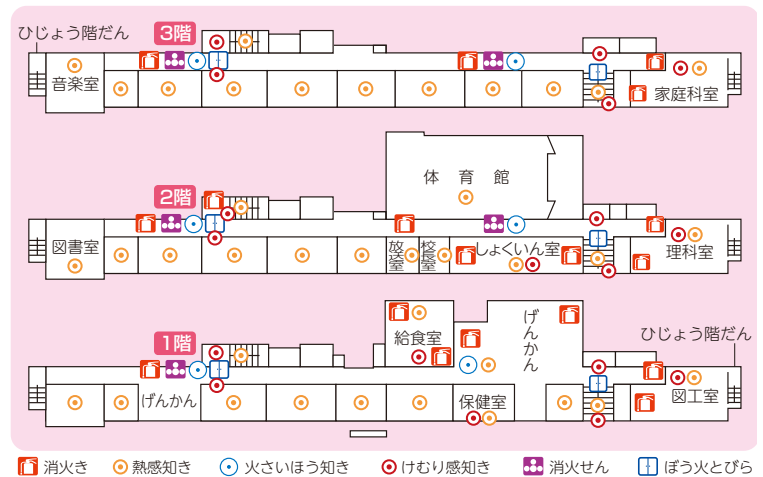 ひじょう階だん
3階
音楽室
家庭科室
体育館
2階
図書室
放送室
校長室
しょくいん室
理科室
給食室
げんかん
1階
ひじょう階だん
げんかん
保健室
図工室
消火き
熱感知き
火さいほう知き
けむり感知き
消火せん
ぼう火とびら